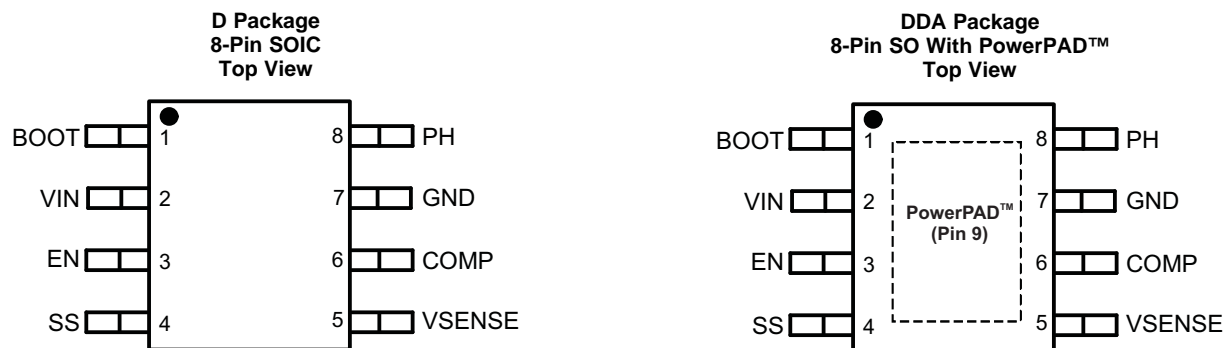 D Package
8-Pin SOIC
Top View
BOOT 1 8 PH
VIN 2 7 GND
EN 3 6 COMP
SS 4 5 VSENSE
DDA Package
8-Pin SO With PowerPAD™
Top View
BOOT 1 8 PH
VIN 2 7 GND
PowerPAD™
(Pin 9)
EN 3 6 COMP
SS 4 5 VSENSE